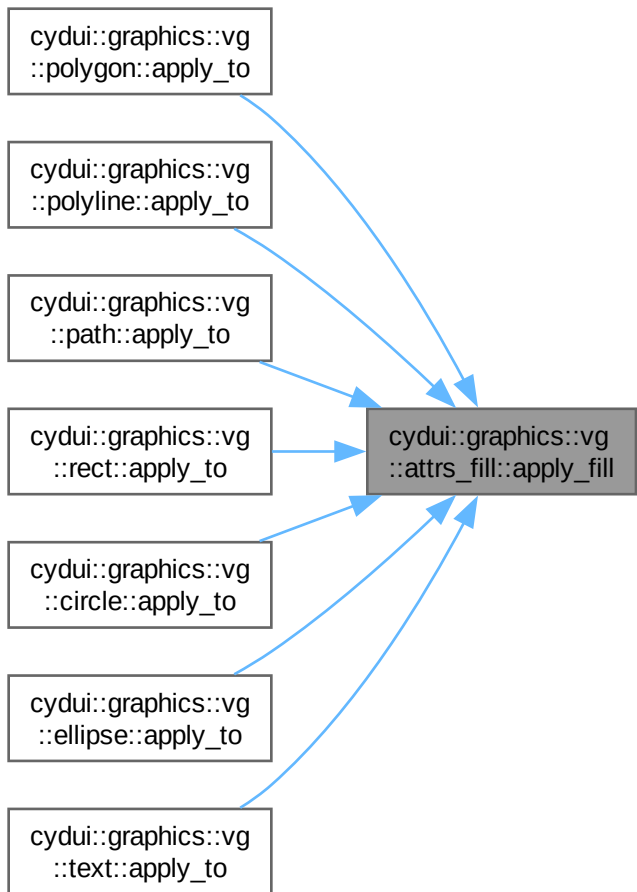 cydui::graphics::vg
::polygon::apply_to
cydui::graphics::vg
::polyline::apply_to
cydui::graphics::vg
::path::apply_to
cydui::graphics::vg
::rect::apply_to
cydui::graphics::vg
::attrs_fill::apply_fill
cydui::graphics::vg
::circle::apply_to
cydui::graphics::vg
::ellipse::apply_to
cydui::graphics::vg
::text::apply_to